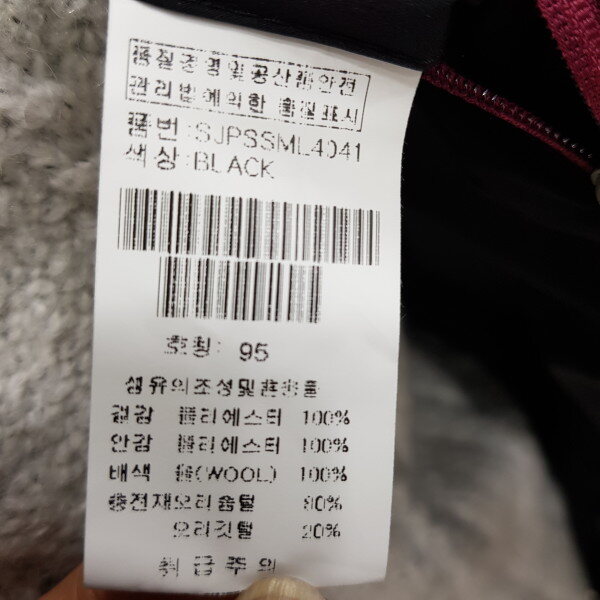 품질경영및공산품안전
관리법에의한 품질표시
품번:SJPSSML4041
색상:BLACK
호칭: 95
섬유의조성및혼용률
겉감 폴리에스터 100%
안감 폴리에스터 100%
배색 울(WOOL) 100%
충전재오리솜털 80%
오리깃털 20%
취급주의